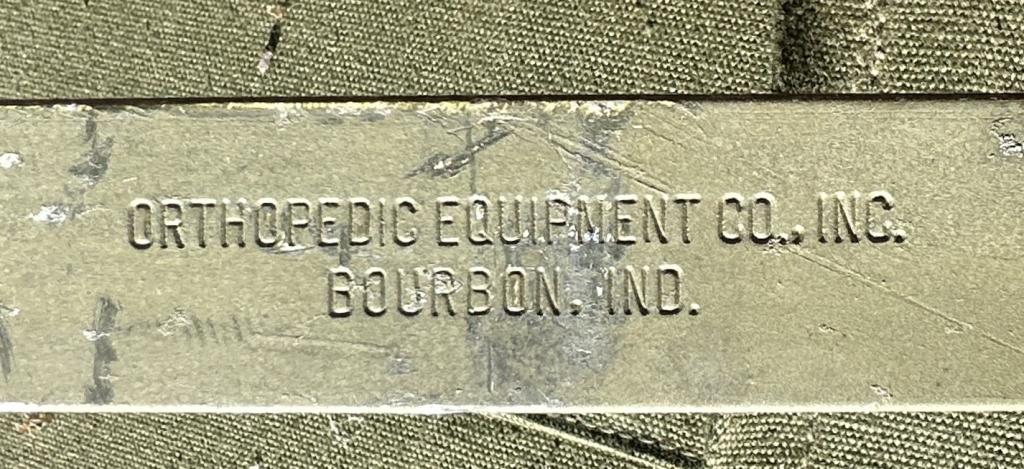 ORTHOPEDIC EQUIPMENT CO., INC.
BOURBON, IND.